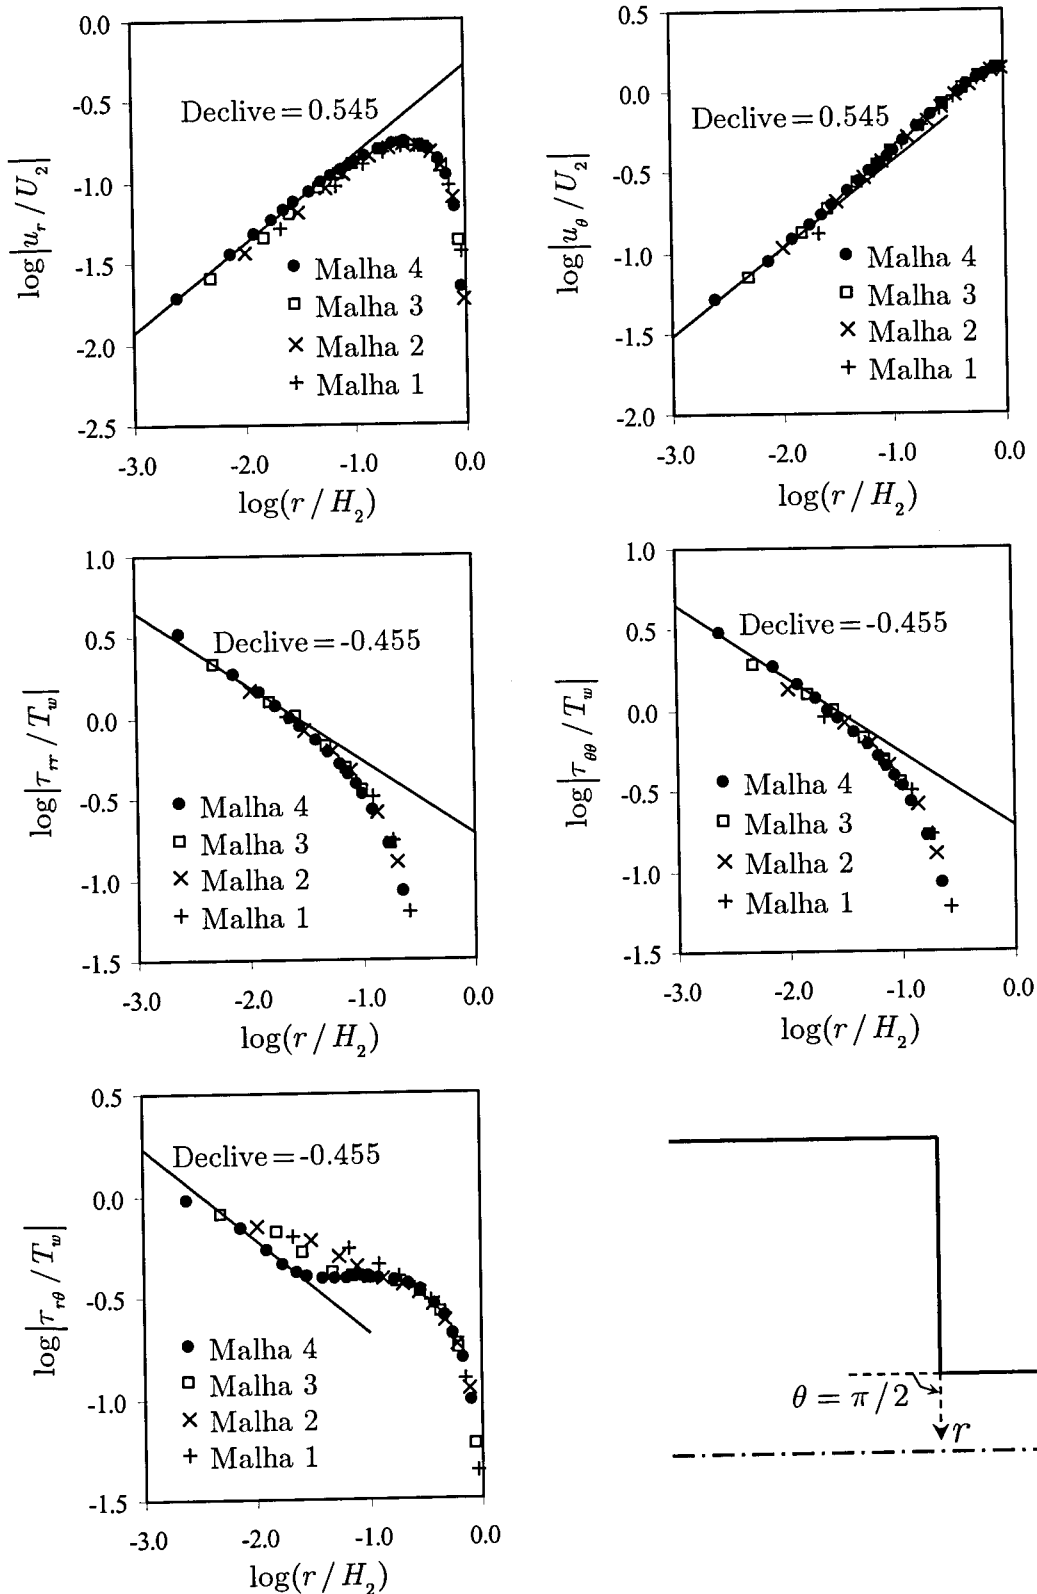 0.0
-0.5
-1.0
-1.5
-2.0
-2.5
-3.0 -2.0 -1.0 0.0
log|u_r / U_2|
log(r / H_2)
Declive = 0.545
Malha 4
Malha 3
Malha 2
Malha 1
0.5
0.0
-0.5
-1.0
-1.5
-2.0
-3.0 -2.0 -1.0 0.0
log|u_θ / U_2|
log(r / H_2)
Declive = 0.545
Malha 4
Malha 3
Malha 2
Malha 1
1.0
0.5
0.0
-0.5
-1.0
-1.5
-3.0 -2.0 -1.0 0.0
log|τ_rr / T_w|
log(r / H_2)
Declive = -0.455
Malha 4
Malha 3
Malha 2
Malha 1
1.0
0.5
0.0
-0.5
-1.0
-1.5
-3.0 -2.0 -1.0 0.0
log|τ_θθ / T_w|
log(r / H_2)
Declive = -0.455
Malha 4
Malha 3
Malha 2
Malha 1
0.5
0.0
-0.5
-1.0
-1.5
-3.0 -2.0 -1.0 0.0
log|τ_rθ / T_w|
log(r / H_2)
Declive = -0.455
Malha 4
Malha 3
Malha 2
Malha 1
θ = π/2
r